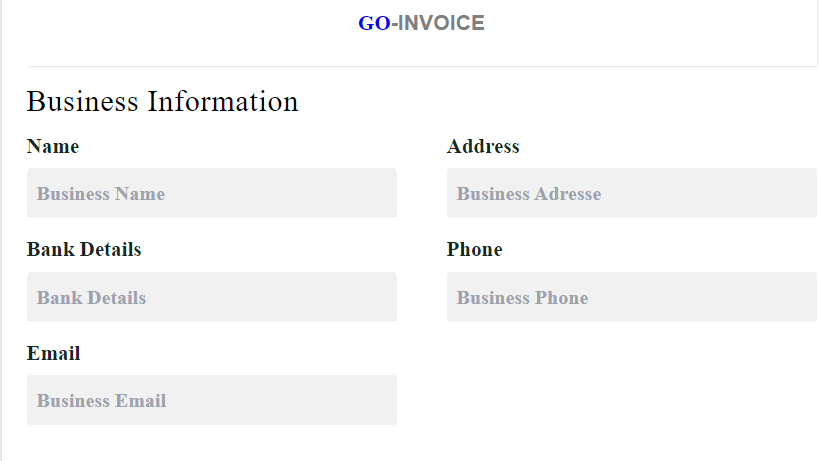 GO-INVOICE
Business Information
Name
Address
Business Name
Business Adresse
Bank Details
Phone
Bank Details
Business Phone
Email
Business Email